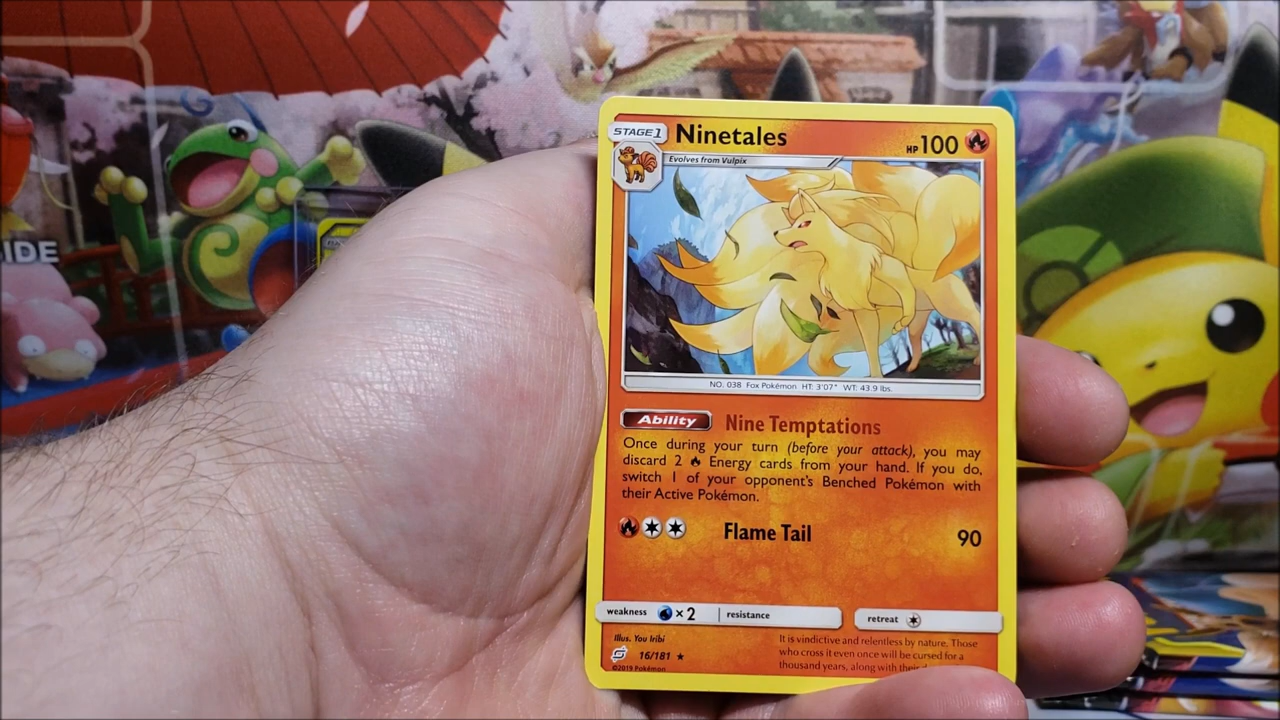 IDE
STAGE1
Ninetales
HP 100
Evolves from Vulpix
NO. 038 Fox Pokémon HT: 3'07" WT: 43.9 lbs.
Ability Nine Temptations
Once during your turn (before your attack), you may
discard 2 Energy cards from your hand. If you do,
switch 1 of your opponent's Benched Pokémon with
their Active Pokémon.
Flame Tail 90
weakness ×2 resistance retreat
Illus. You Iribi
16/181 ★
©2019 Pokémon
It is vindictive and relentless by nature. Those
who cross it even once will be cursed for a
thousand years, along with their